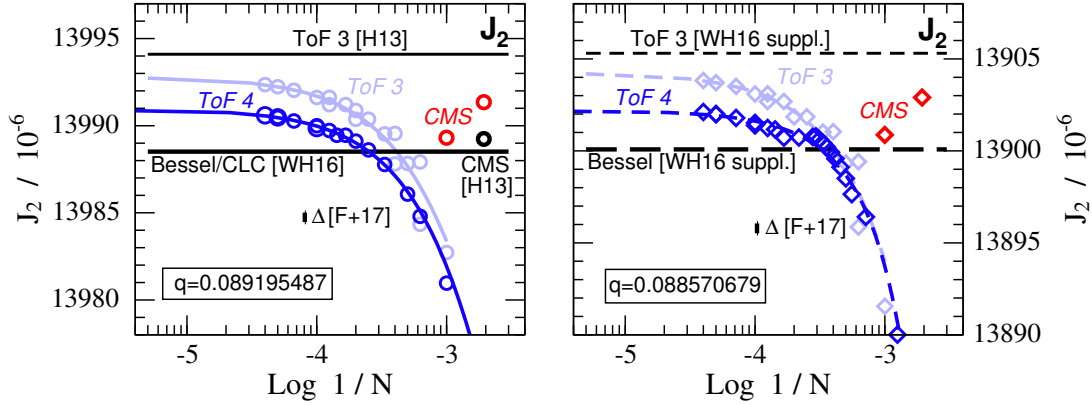 J₂ / 10⁻⁶
13995
13990
13985
13980
ToF 3 [H13]
J₂
ToF 3
ToF 4
CMS
Bessel/CLC [WH16]
CMS
[H13]
Δ [F+17]
q=0.089195487
-5
-4
-3
Log 1 / N
ToF 3 [WH16 suppl.]
J₂
ToF 3
ToF 4
CMS
Bessel [WH16 suppl.]
Δ [F+17]
q=0.088570679
-5
-4
-3
Log 1 / N
13905
13900
13895
13890
J₂ / 10⁻⁶